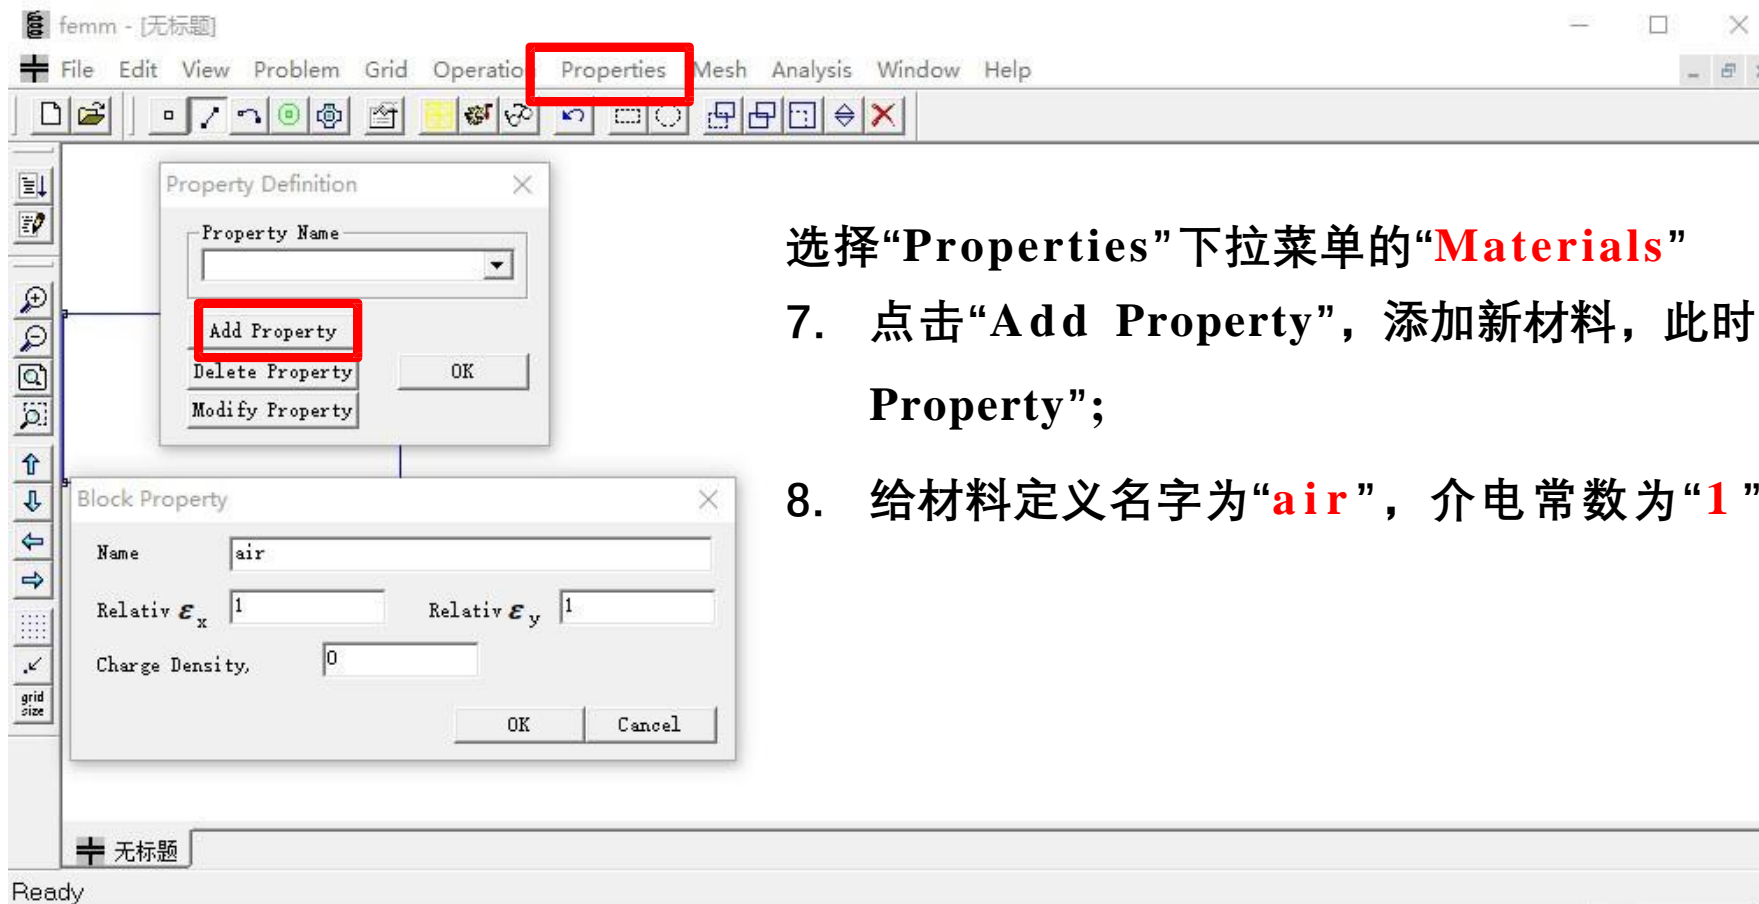 femm - [无标题]
File Edit View Problem Grid Operation Properties Mesh Analysis Window Help
Property Definition
Property Name
Add Property
Delete Property
OK
Modify Property
选择“Properties”下拉菜单的“Materials”
7. 点击“Add Property”，添加新材料，此时
Property”;
8. 给材料定义名字为“air”，介电常数为“1”
Block Property
Name air
Relativ εx 1 Relativ εy 1
Charge Density, 0
OK Cancel
grid
size
无标题
Ready